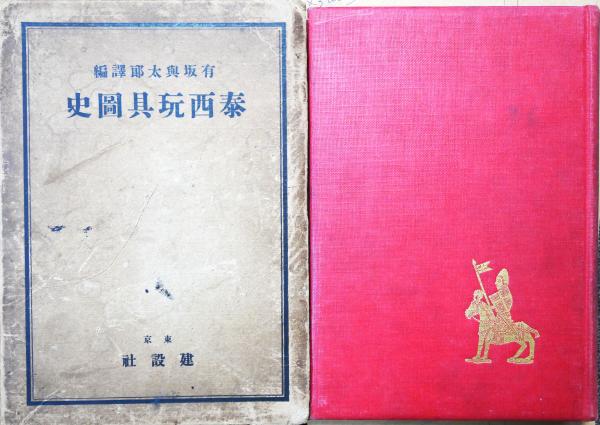 有坂與太郎譯編
泰西玩具圖史
東京
建設社